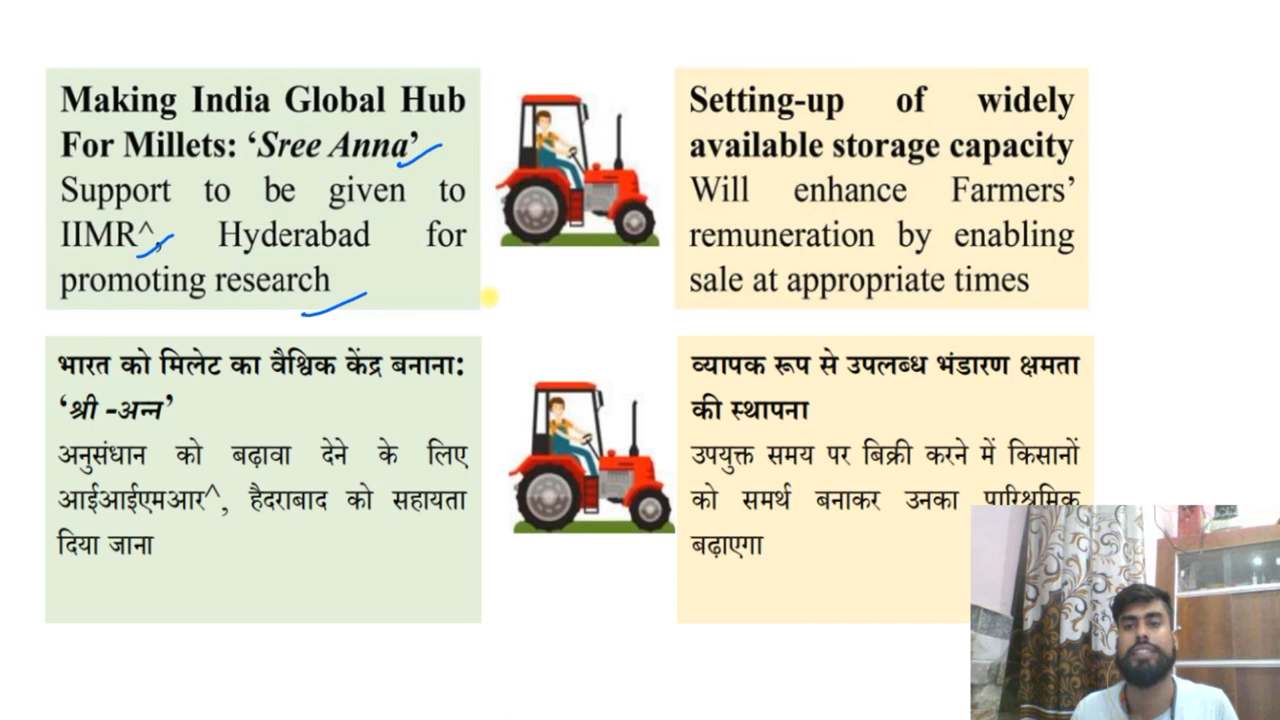 Making India Global Hub
For Millets: ‘Sree Anna’
Support to be given to
IIMR^, Hyderabad for
promoting research
Setting-up of widely
available storage capacity
Will enhance Farmers’
remuneration by enabling
sale at appropriate times
भारत को मिलेट का वैश्विक केंद्र बनाना:
‘श्री -अन्न’
अनुसंधान को बढ़ावा देने के लिए
आईआईएमआर^, हैदराबाद को सहायता
दिया जाना
व्यापक रूप से उपलब्ध भंडारण क्षमता
की स्थापना
उपयुक्त समय पर बिक्री करने में किसानों
को समर्थ बनाकर उनका पारिश्रमिक
बढ़ाएगा